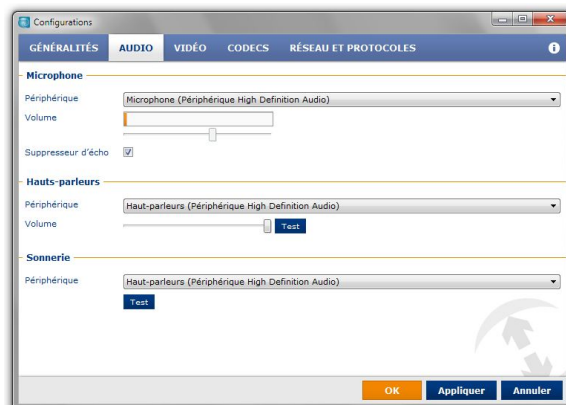 Configurations
GÉNÉRALITÉS AUDIO VIDÉO CODECS RÉSEAU ET PROTOCOLES
Microphone
Périphérique Microphone (Périphérique High Definition Audio)
Volume
Suppresseur d'écho
Hauts-parleurs
Périphérique Haut-parleurs (Périphérique High Definition Audio)
Volume Test
Sonnerie
Périphérique Haut-parleurs (Périphérique High Definition Audio)
Test
OK Appliquer Annuler